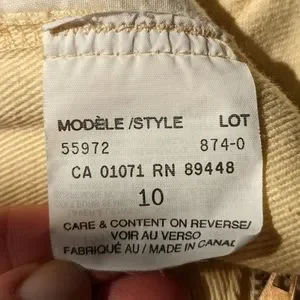 MODÈLE /STYLE LOT
55972 874-0
CA 01071 RN 89448
10
CARE & CONTENT ON REVERSE/
VOIR AU VERSO
FABRIQUÉ AU / MADE IN CANAD